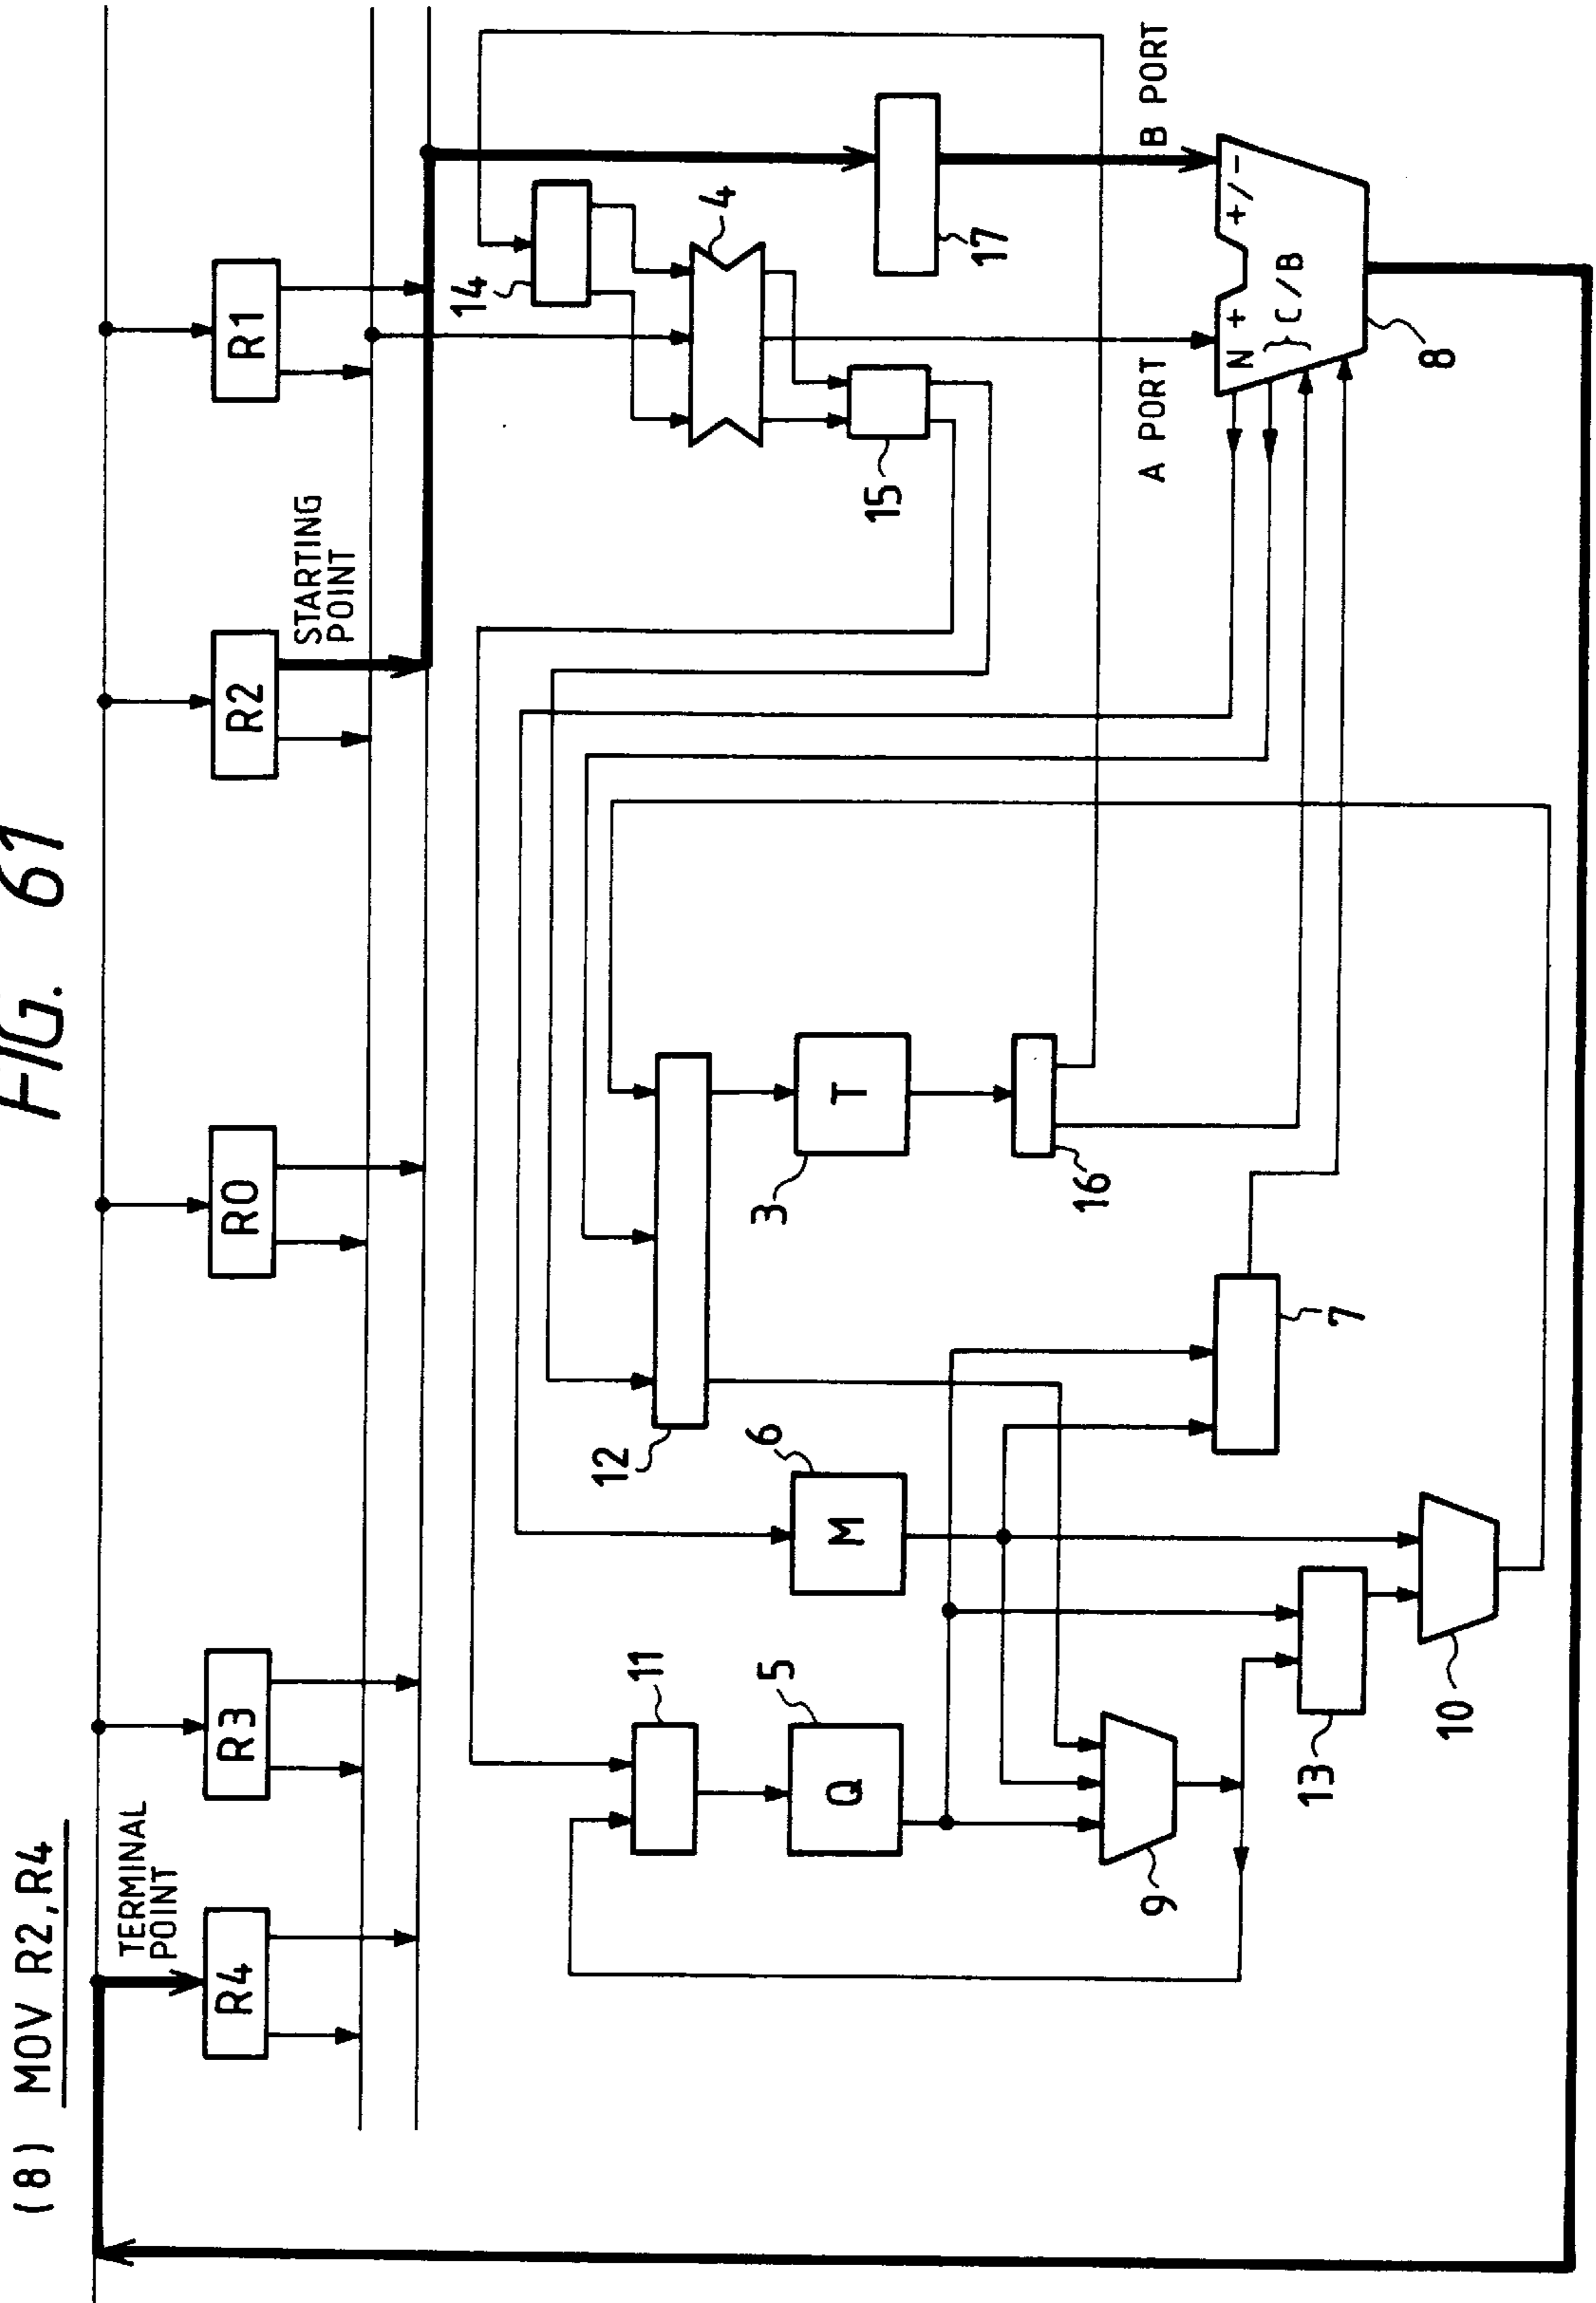 FIG. 61
(8) MOV R2,R4
TERMINAL
POINT
R4
R3
R0
R2
STARTING
POINT
R1
14
4
17
15
11
5
Q
12
6
M
3
T
16
7
9
13
10
A PORT
B PORT
N + +/-
} C/B
8